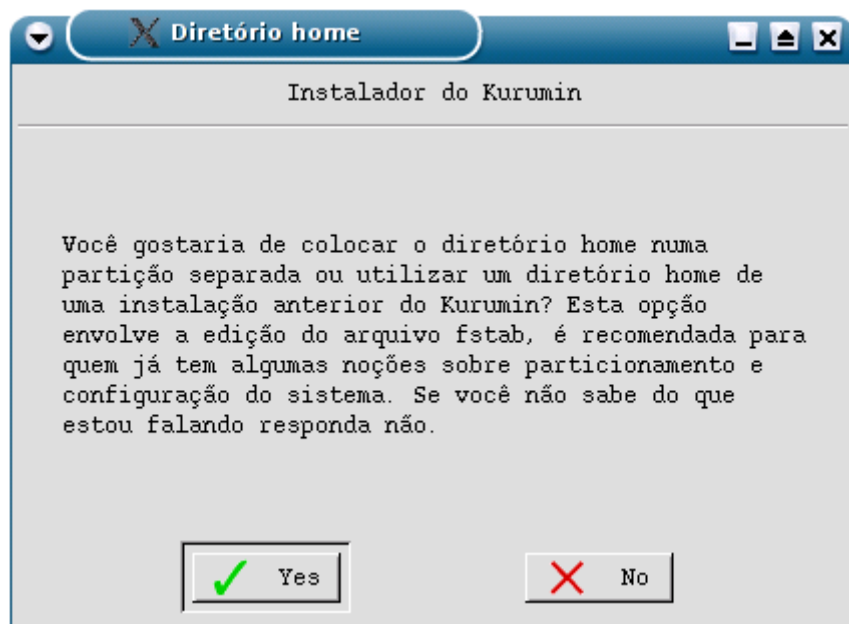 Diretório home
Instalador do Kurumin
Você gostaria de colocar o diretório home numa
partição separada ou utilizar um diretório home de
uma instalação anterior do Kurumin? Esta opção
envolve a edição do arquivo fstab, é recomendada para
quem já tem algumas noções sobre particionamento e
configuração do sistema. Se você não sabe do que
estou falando responda não.
Yes
No